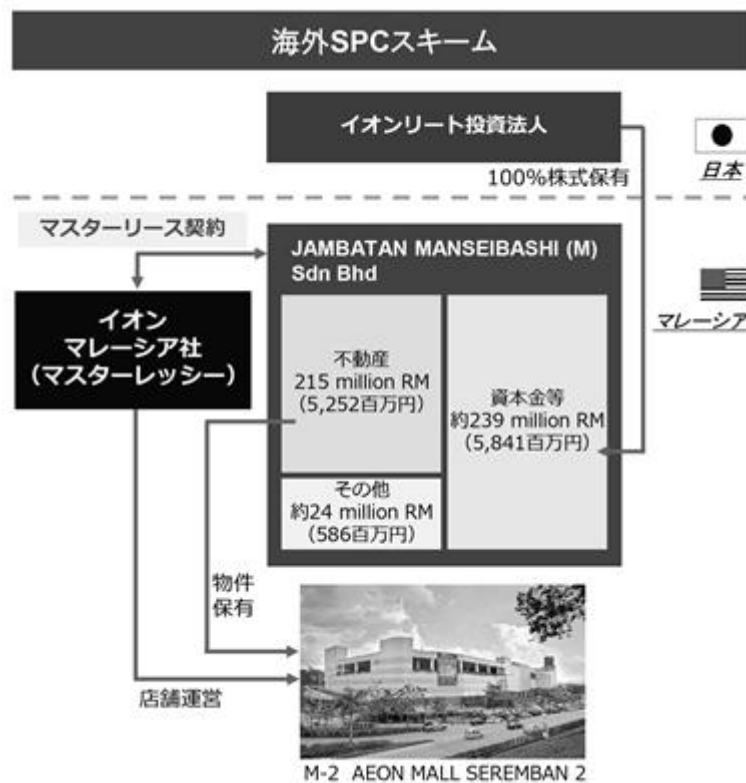 海外SPCスキーム
イオンリート投資法人
日本
100%株式保有
マスターリース契約
JAMBATAN MANSEIBASHI (M)
Sdn Bhd
マレーシア
イオン
マレーシア社
(マスターレッシー)
不動産
215 million RM
(5,252百万円)
資本金等
約239 million RM
(5,841百万円)
その他
約24 million RM
(586百万円)
物件
保有
店舗運営
M-2 AEON MALL SEREMBAN 2